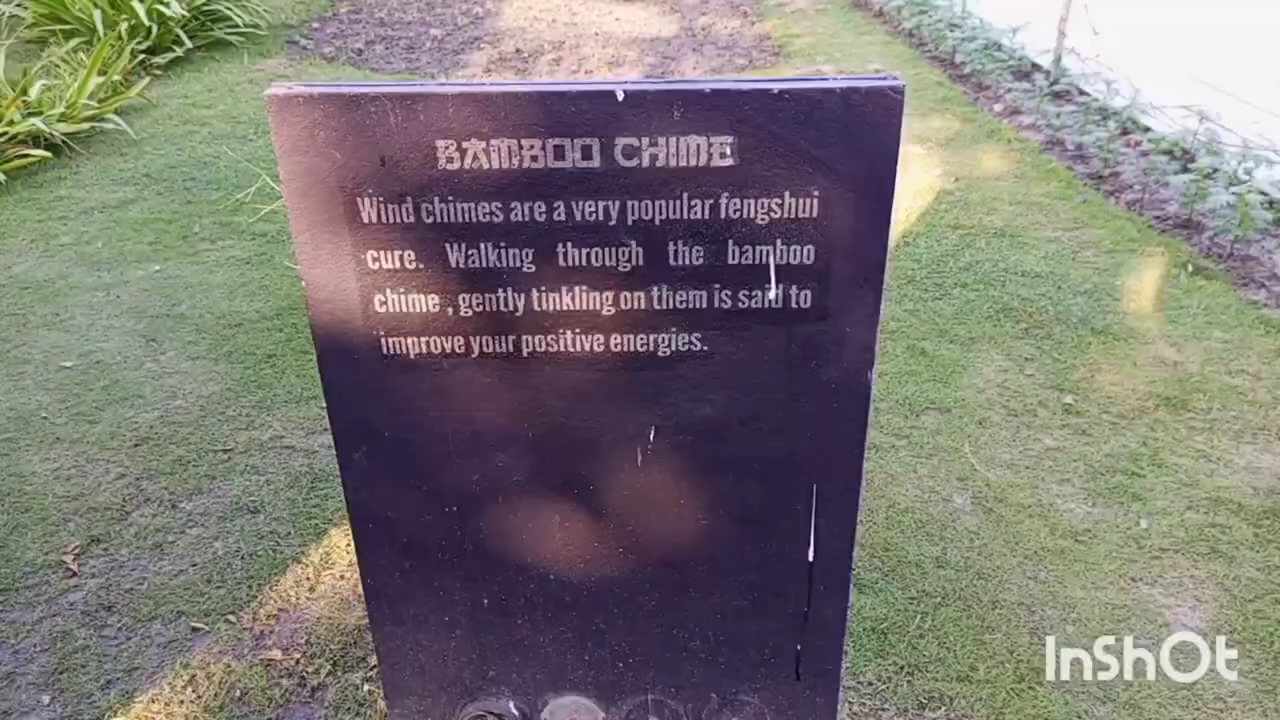 BAMBOO CHIME
Wind chimes are a very popular fengshui
cure. Walking through the bamboo
chime , gently tinkling on them is said to
improve your positive energies.
InShOt